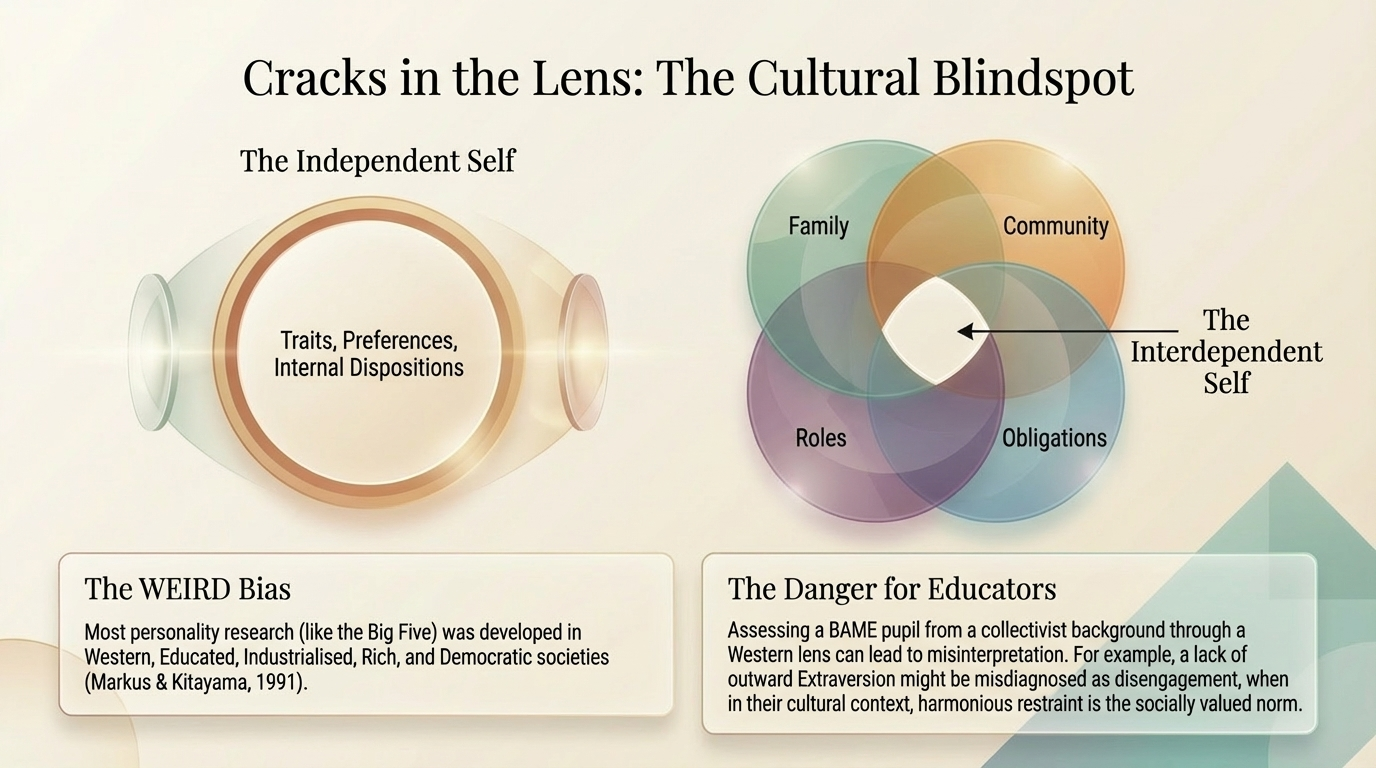 Cracks in the Lens: The Cultural Blindspot
The Independent Self
Traits, Preferences,
Internal Dispositions
Family
Community
Roles
Obligations
The
Interdependent
Self
The WEIRD Bias
Most personality research (like the Big Five) was developed in
Western, Educated, Industrialised, Rich, and Democratic societies
(Markus & Kitayama, 1991).
The Danger for Educators
Assessing a BAME pupil from a collectivist background through a
Western lens can lead to misinterpretation. For example, a lack of
outward Extraversion might be misdiagnosed as disengagement, when
in their cultural context, harmonious restraint is the socially valued norm.